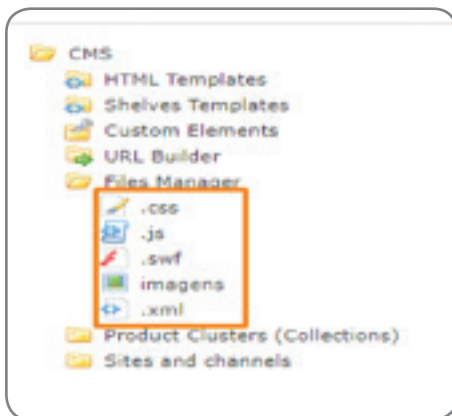 CMS
HTML Templates
Shelves Templates
Custom Elements
URL Builder
Files Manager
.css
.js
.swf
imagens
.xml
Product Clusters (Collections)
Sites and channels